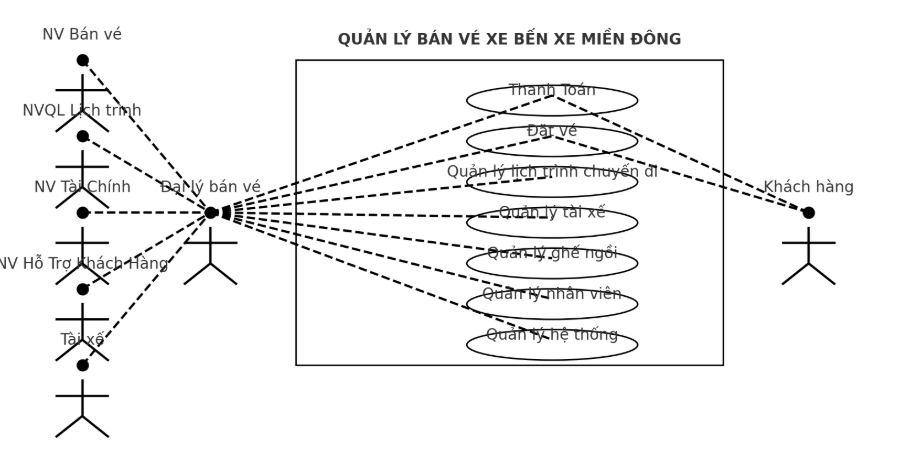 NV Bán vé
QUẢN LÝ BÁN VÉ XE BẾN XE MIỀN ĐÔNG
Thanh Toán
NVQL Lịch trình
Đặt vé
Quản lý lịch trình chuyến đi
NV Tài Chính
Đại lý bán vé
Khách hàng
Quản lý tài xế
Quản lý ghế ngồi
NV Hỗ Trợ Khách Hàng
Quản lý nhân viên
Quản lý hệ thống
Tài xế